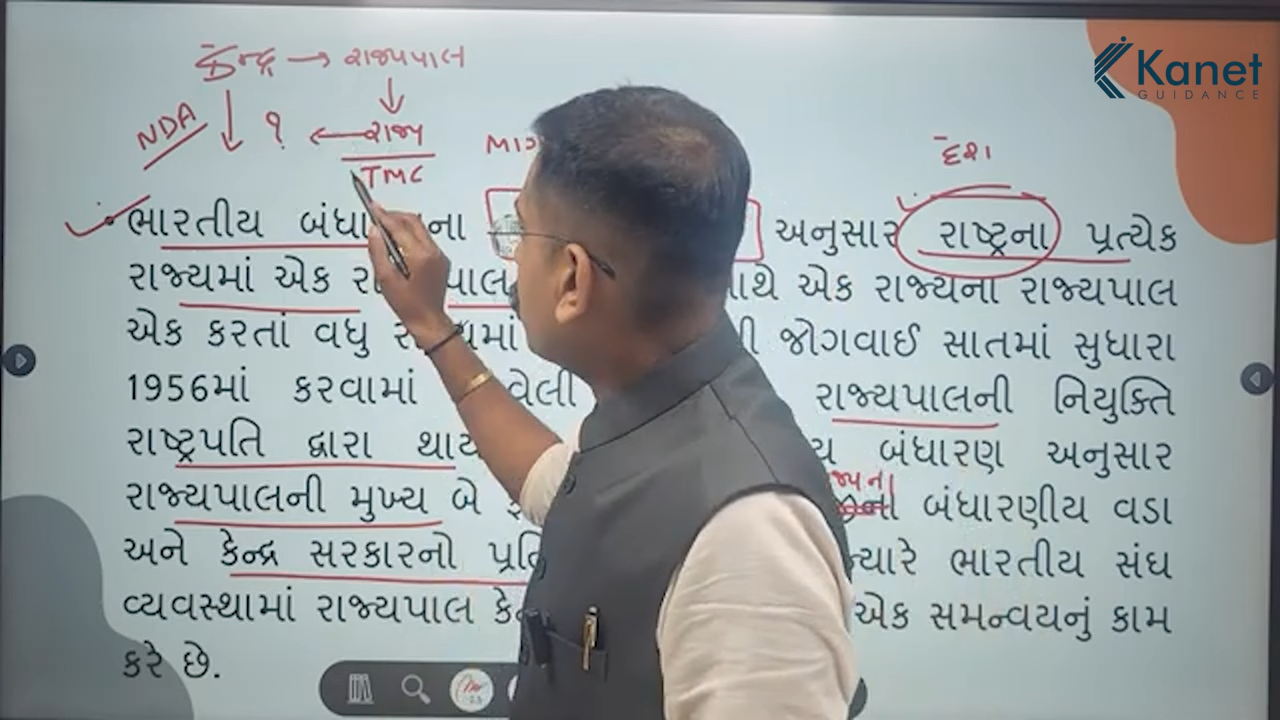 Kanet
GUIDANCE
કેન્દ્ર → રાજ્યપાલ
NDA ? ← રાજ્ય
TMC
દેશ
ભારતીય બંધા ના અનુસાર રાષ્ટ્રના પ્રત્યેક
રાજ્યમાં એક એક રાજ્યના રાજ્યપાલ
એક કરતાં વધુ જોગવાઈ સાતમાં સુધારા
1956માં કરવામાં રાજ્યપાલની નિયુક્તિ
રાષ્ટ્રપતિ દ્વારા થાય બંધારણ અનુસાર
રાજ્યપાલની મુખ્ય બે બંધારણીય વડા
અને કેન્દ્ર સરકારનો ભારતીય સંઘ
વ્યવસ્થામાં રાજ્યપાલ એક સમન્વયનું કામ
કરે છે.